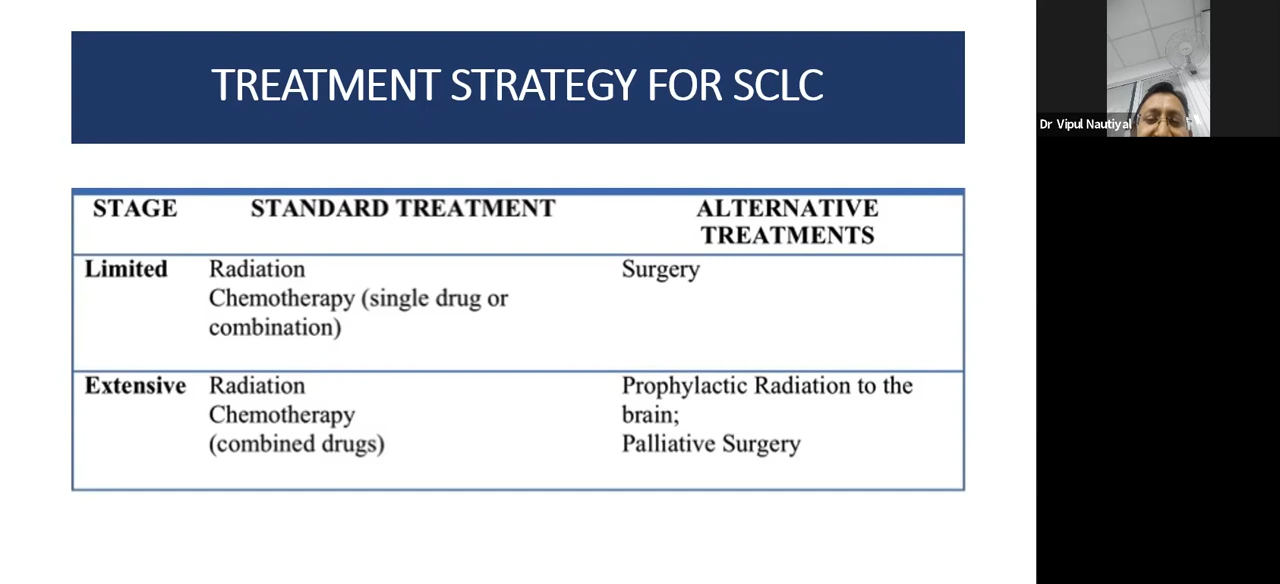 TREATMENT STRATEGY FOR SCLC
Dr Vipul Nautiyal
STAGE STANDARD TREATMENT ALTERNATIVE
TREATMENTS
Limited Radiation Surgery
Chemotherapy (single drug or
combination)
Extensive Radiation Prophylactic Radiation to the
Chemotherapy brain;
(combined drugs) Palliative Surgery